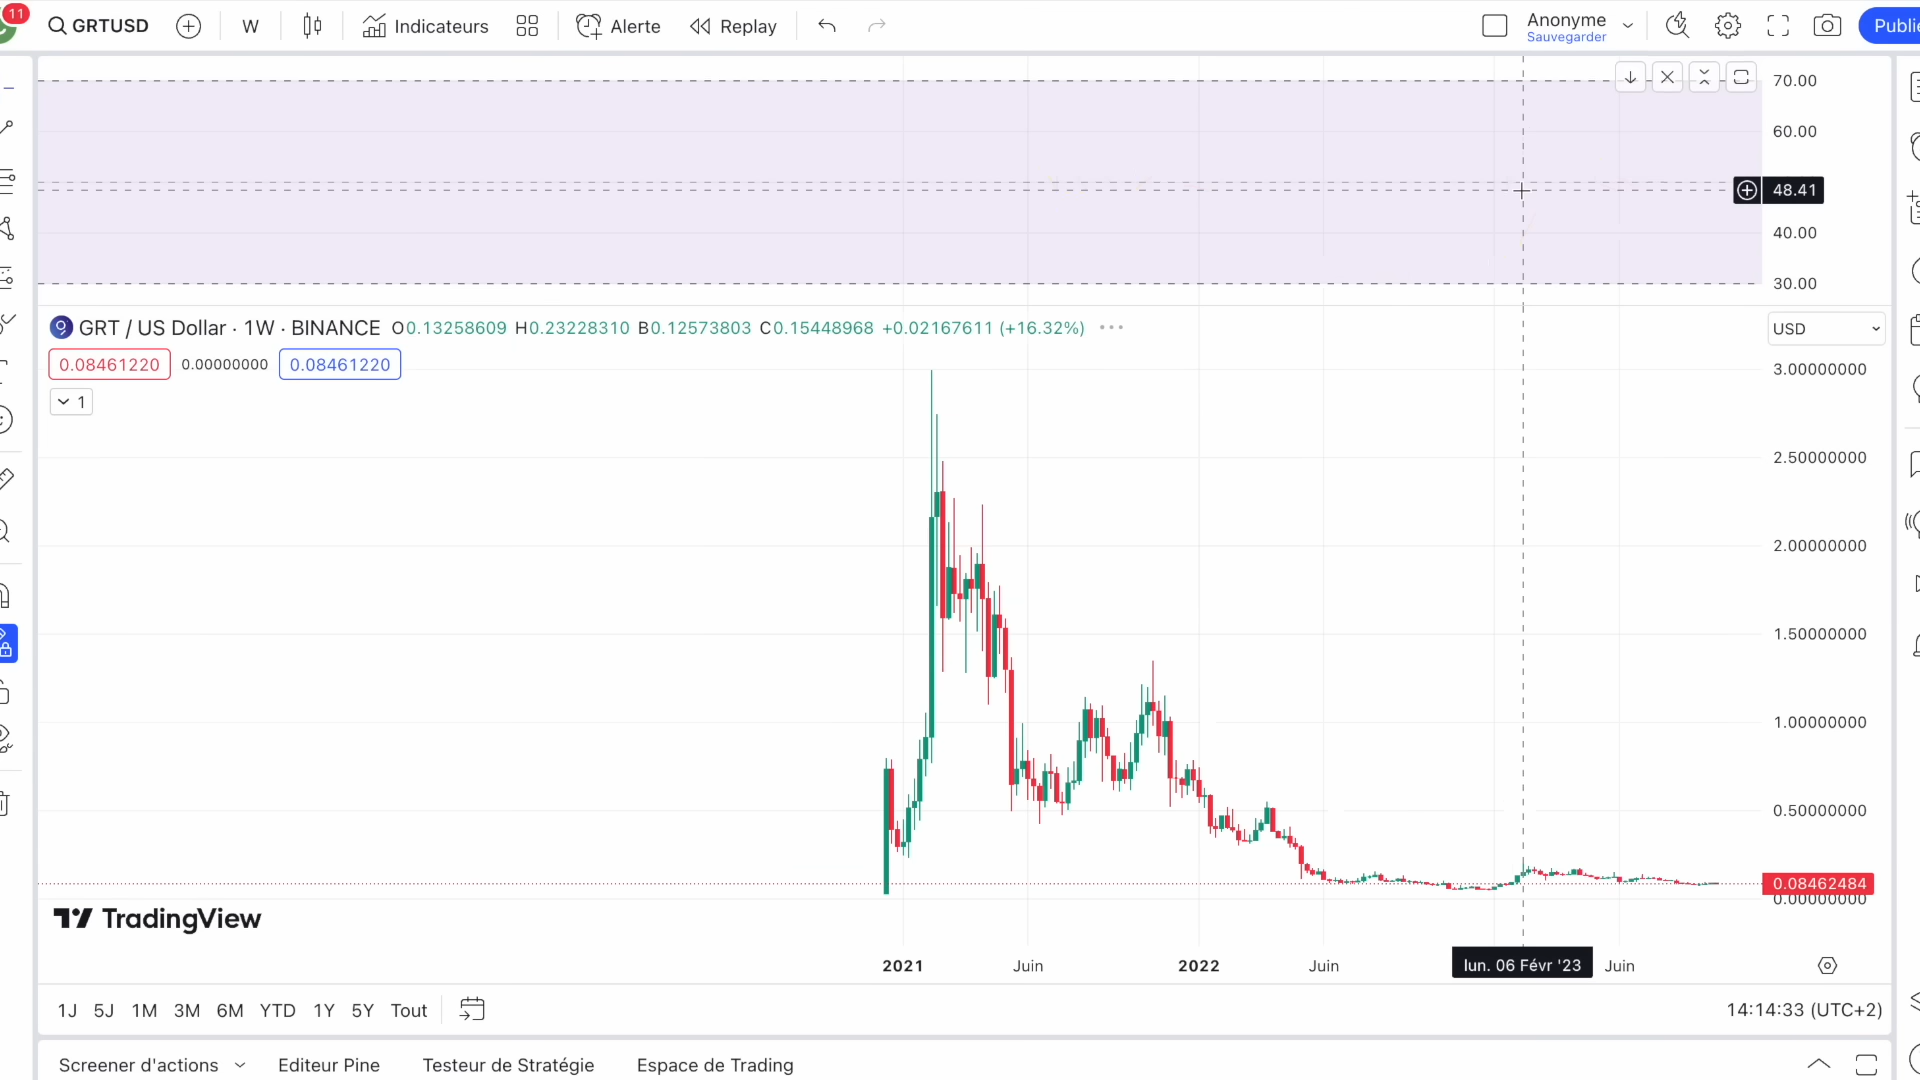 11
GRTUSD
W
Indicateurs
Alerte
Replay
Anonyme
Sauvegarder
70.00
60.00
48.41
40.00
30.00
GRT / US Dollar · 1W · BINANCE O0.13258609 H0.23228310 B0.12573803 C0.15448968 +0.02167611 (+16.32%)
USD
0.08461220 0.00000000 0.08461220
1
3.00000000
2.50000000
2.00000000
1.50000000
1.00000000
0.50000000
0.08462484
0.00000000
TradingView
2021 Juin 2022 Juin lun. 06 Févr '23 Juin
1J 5J 1M 3M 6M YTD 1Y 5Y Tout
14:14:33 (UTC+2)
Screener d'actions Editeur Pine Testeur de Stratégie Espace de Trading